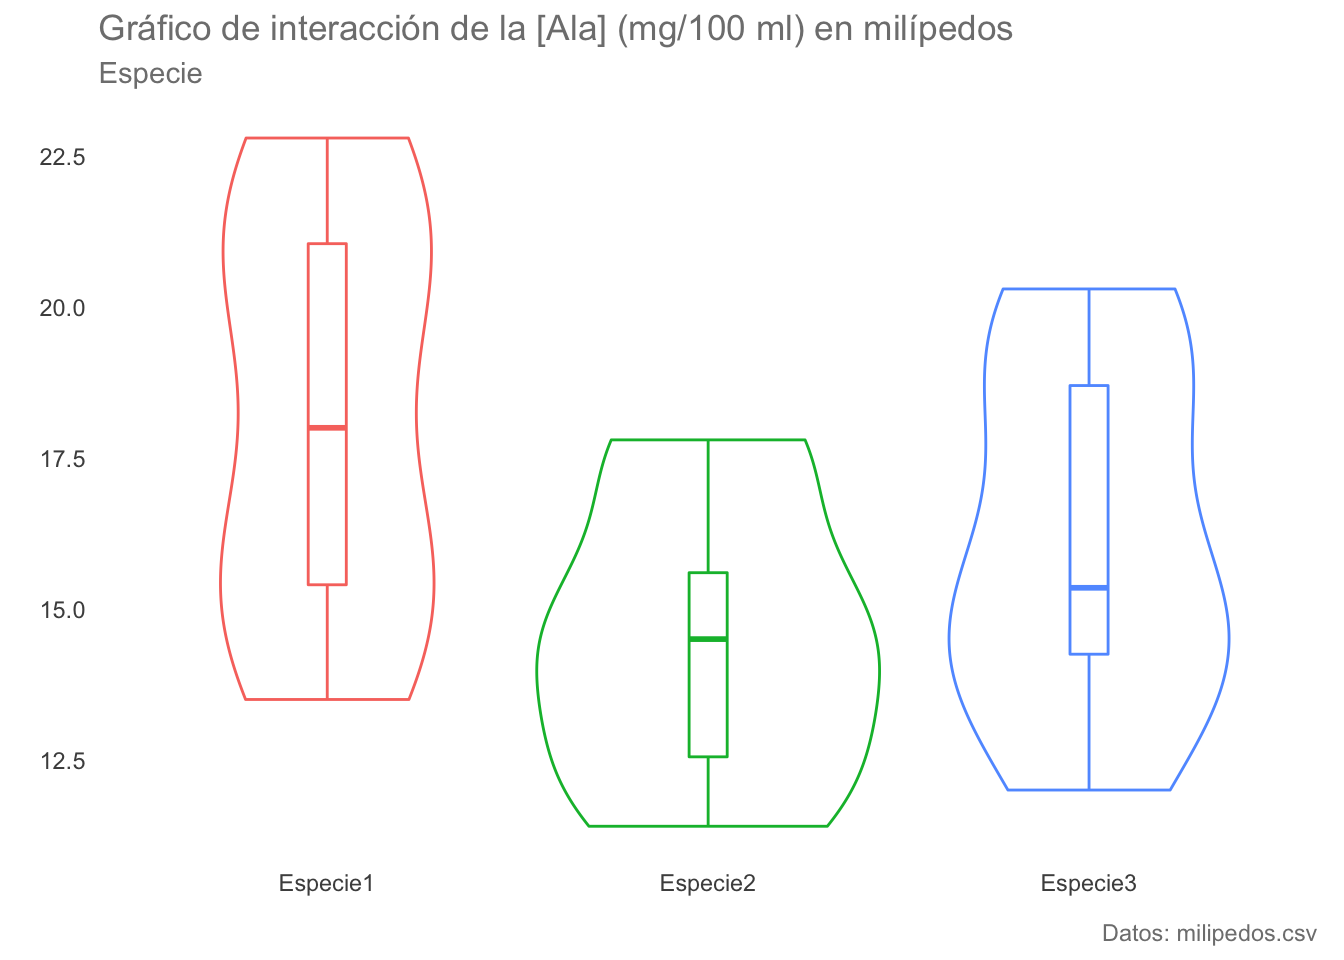 Gráfico de interacción de la [Ala] (mg/100 ml) en milípedos
Especie
22.5
20.0
17.5
15.0
12.5
Especie1
Especie2
Especie3
Datos: milipedos.csv